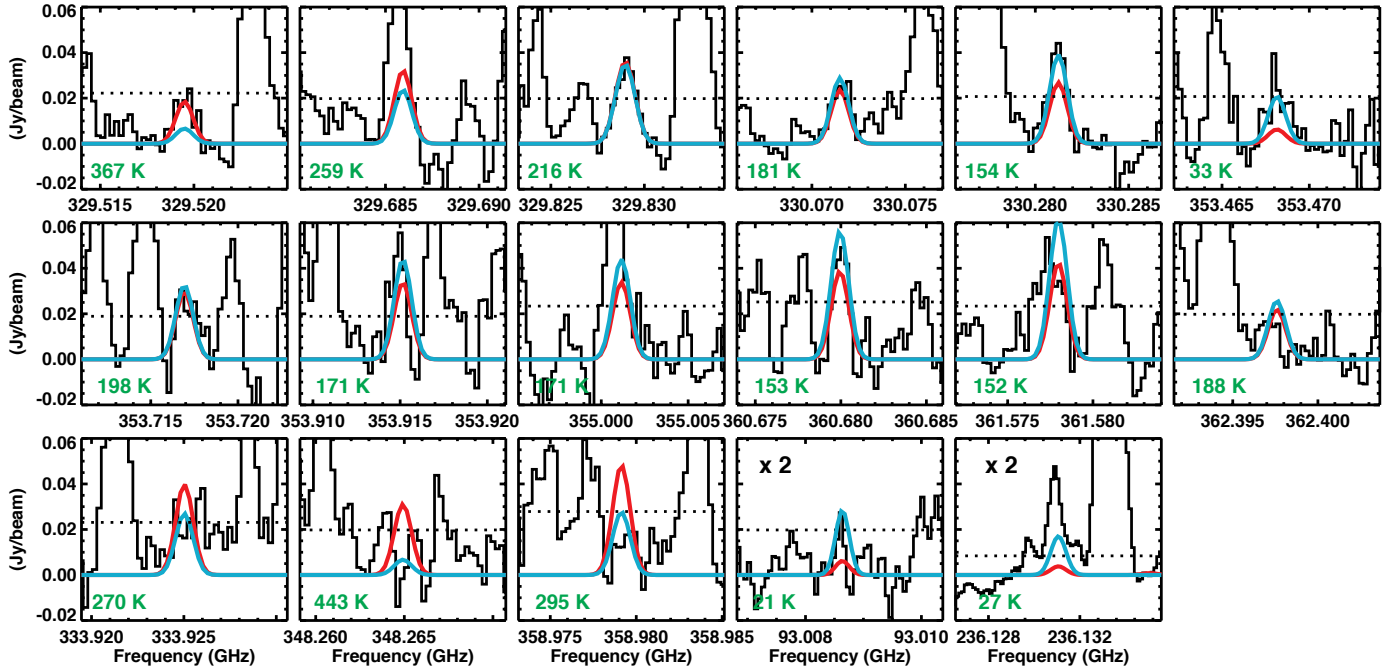 0.06
0.04
0.02
0.00
-0.02
(Jy/beam)
367 K
259 K
216 K
181 K
154 K
33 K
329.515 329.520
329.685 329.690
329.825 329.830
330.070 330.075
330.280 330.285
353.465 353.470
0.06
0.04
0.02
0.00
-0.02
(Jy/beam)
198 K
171 K
171 K
153 K
152 K
188 K
353.715 353.720
353.910 353.915 353.920
355.000 355.005
360.675 360.680 360.685
361.575 361.580
362.395 362.400
0.06
0.04
0.02
0.00
-0.02
(Jy/beam)
x 2
x 2
270 K
443 K
295 K
21 K
27 K
333.920 333.925
348.260 348.265
358.975 358.980 358.985
93.008 93.010
236.128 236.132
Frequency (GHz)
Frequency (GHz)
Frequency (GHz)
Frequency (GHz)
Frequency (GHz)